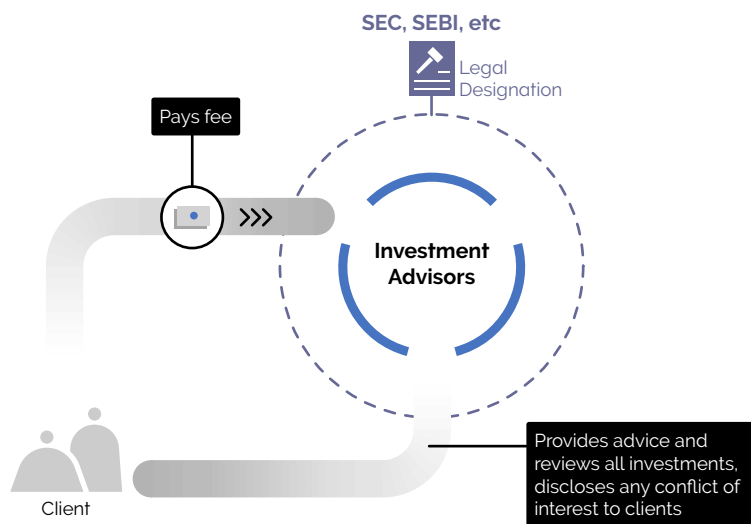 SEC, SEBI, etc
Legal
Designation
Pays fee
Investment
Advisors
Provides advice and
reviews all investments,
discloses any conflict of
interest to clients
Client